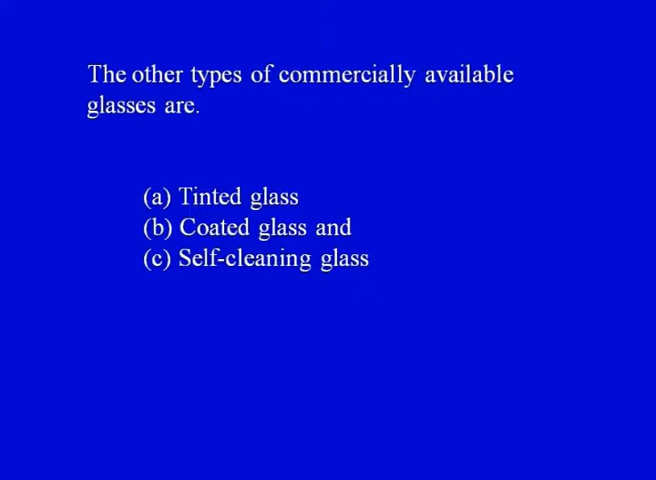 The other types of commercially available
glasses are.
(a) Tinted glass
(b) Coated glass and
(c) Self-cleaning glass